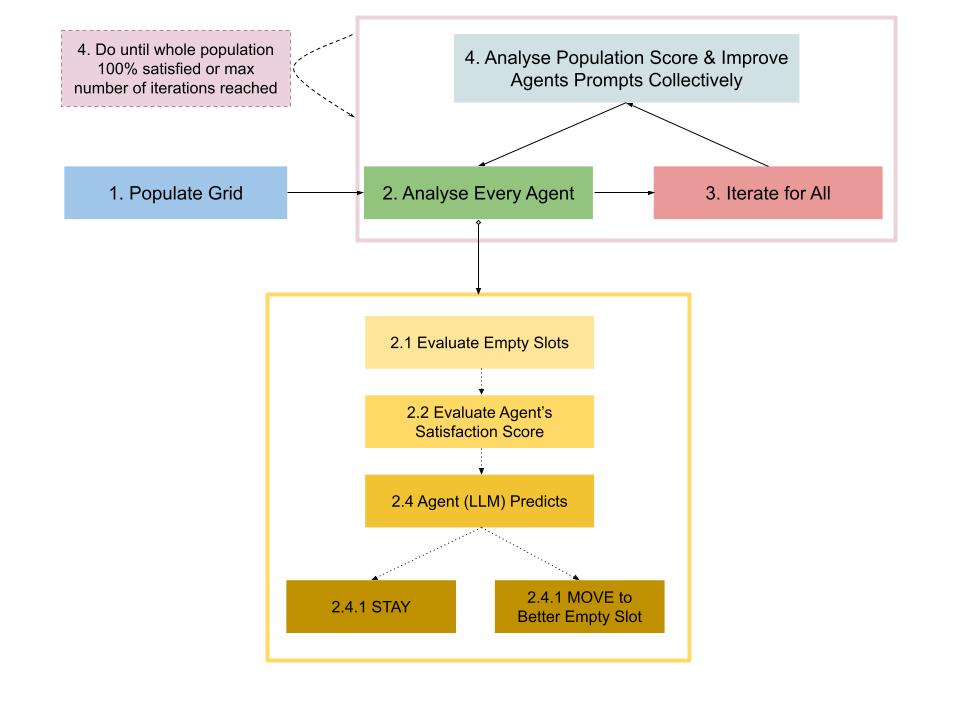 4. Do until whole population
100% satisfied or max
number of iterations reached
4. Analyse Population Score & Improve
Agents Prompts Collectively
1. Populate Grid
2. Analyse Every Agent
3. Iterate for All
2.1 Evaluate Empty Slots
2.2 Evaluate Agent’s
Satisfaction Score
2.4 Agent (LLM) Predicts
2.4.1 STAY
2.4.1 MOVE to
Better Empty Slot